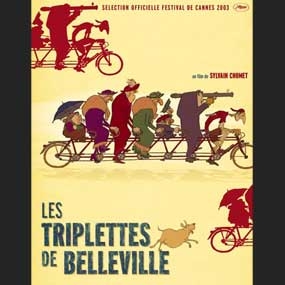 SELECTION OFFICIELLE FESTIVAL DE CANNES 2003
un film de SYLVAIN CHOMET
LES
TRIPLETTES
DE BELLEVILLE